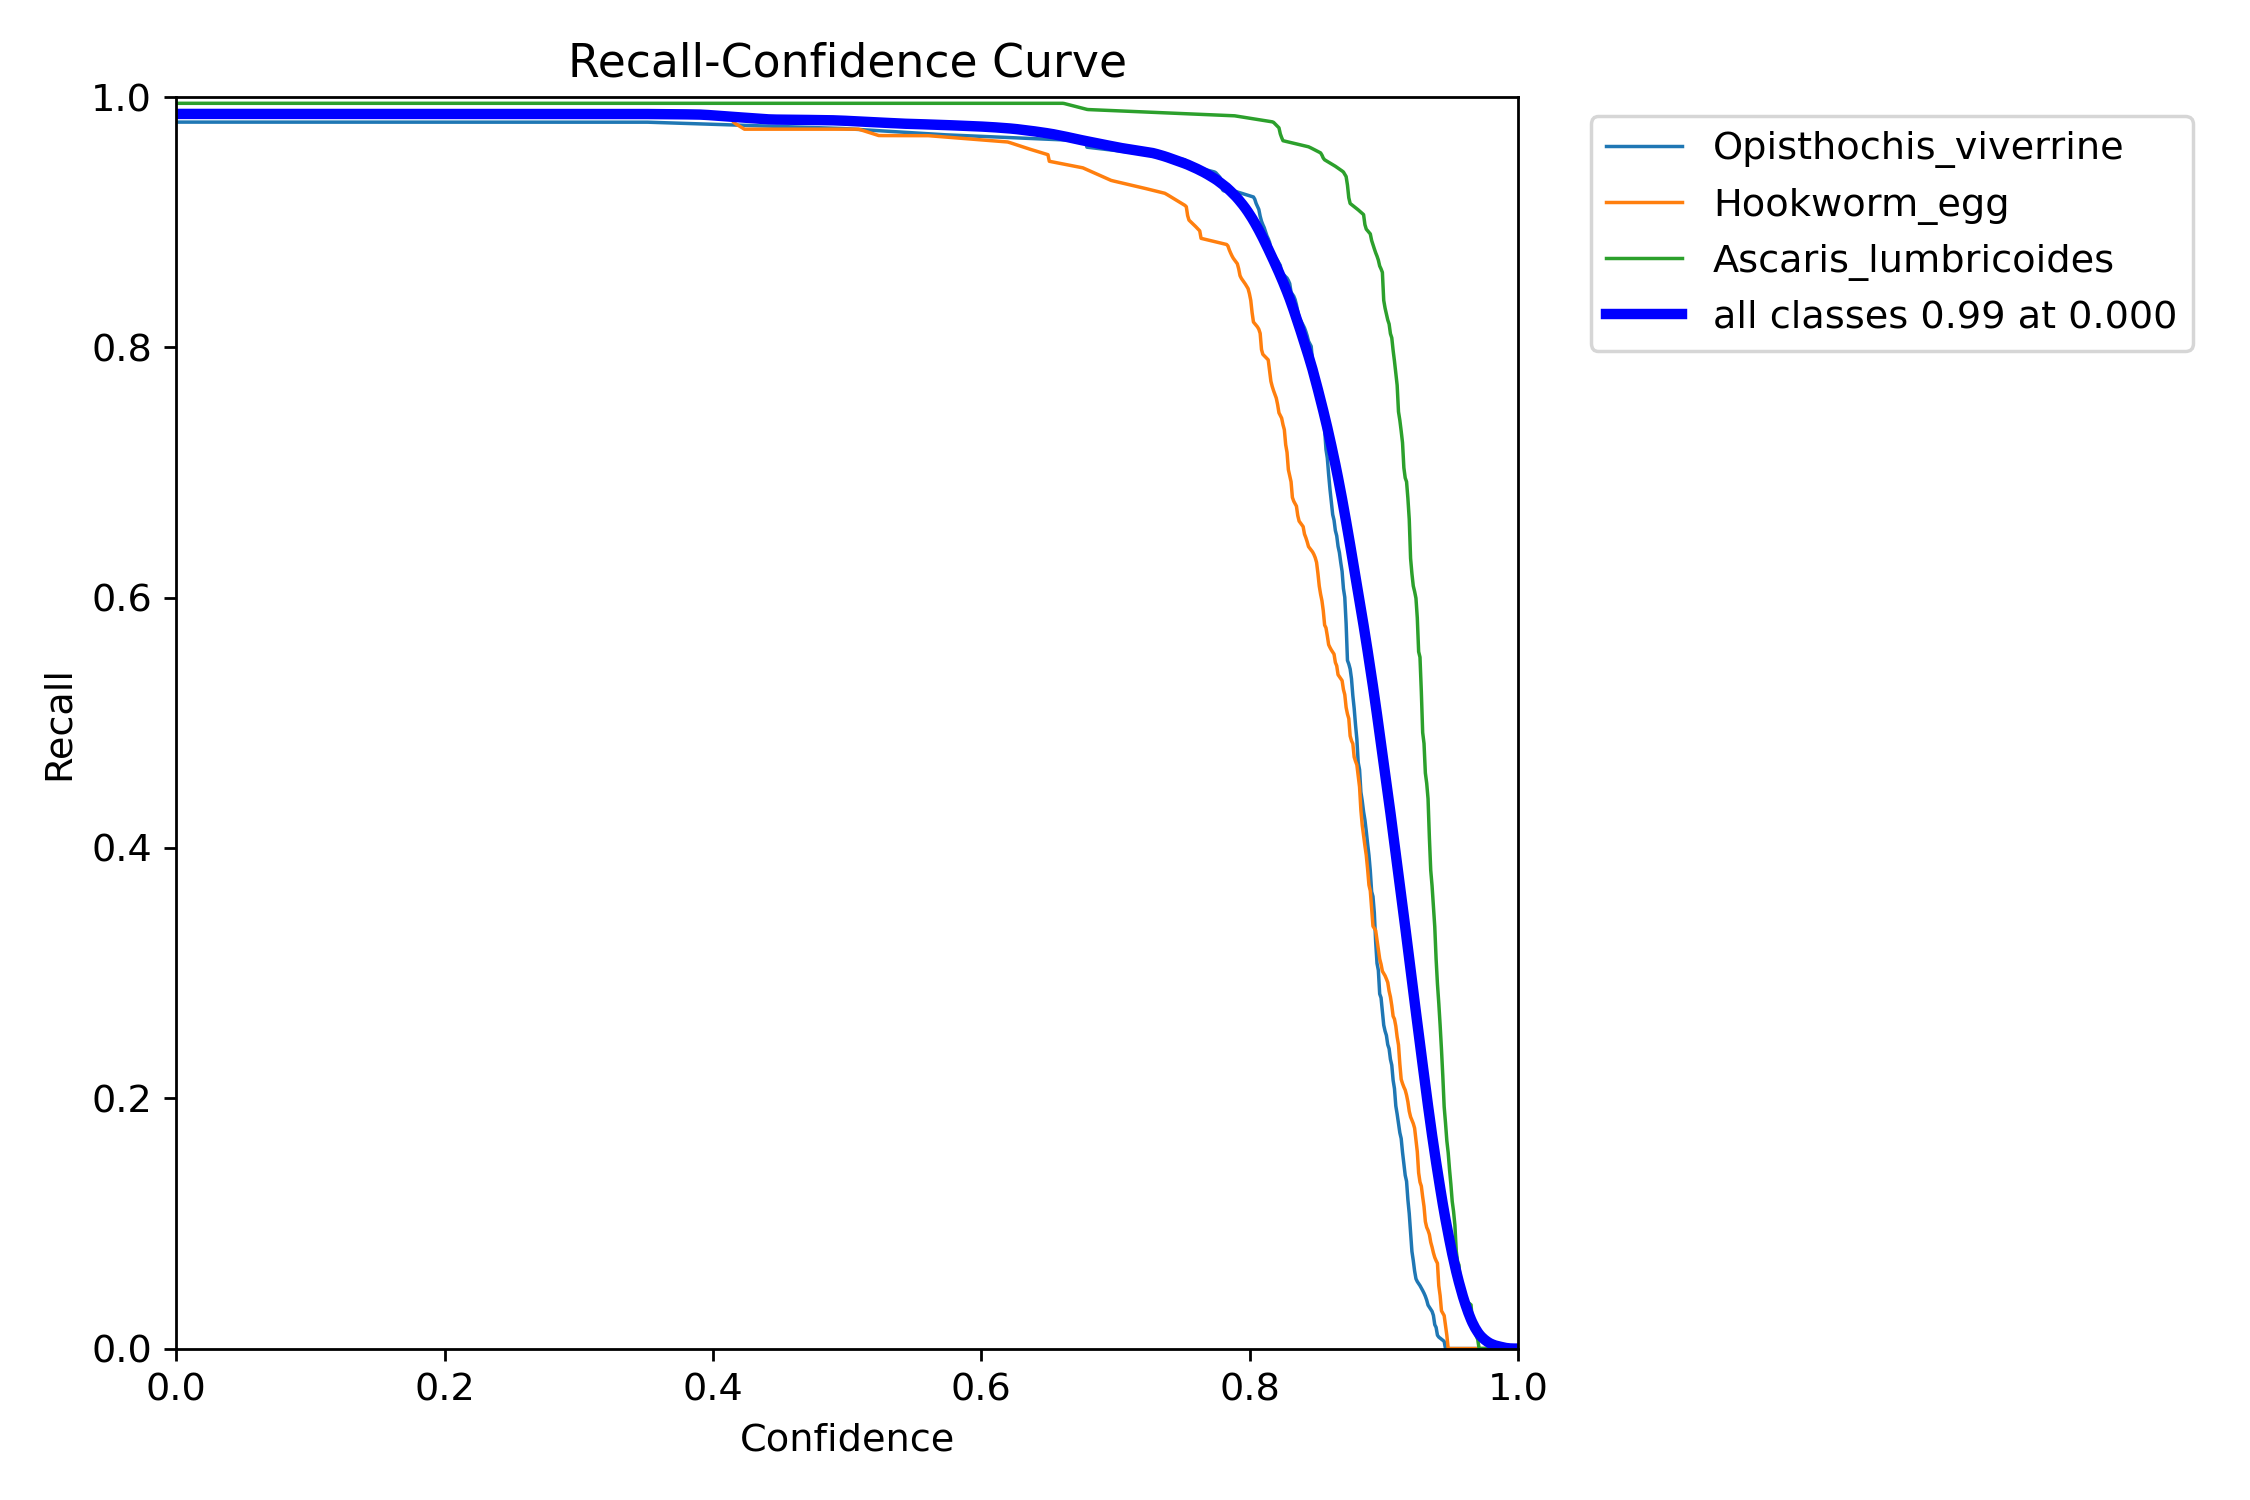 Recall-Confidence Curve
1.0
0.8
0.6
0.4
0.2
0.0
Recall
0.0 0.2 0.4 0.6 0.8 1.0
Confidence
Opisthochis_viverrine
Hookworm_egg
Ascaris_lumbricoides
all classes 0.99 at 0.000